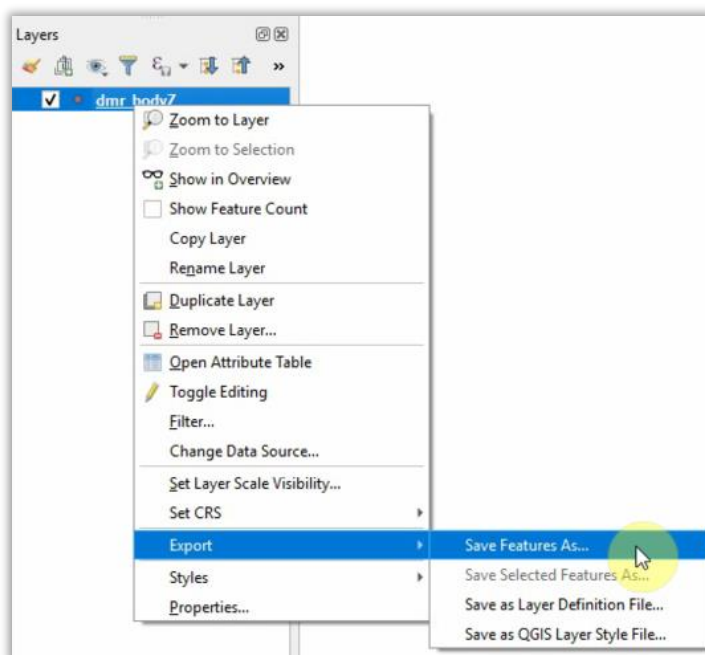 Layers
»
dmr_body7
Zoom to Layer
Zoom to Selection
Show in Overview
Show Feature Count
Copy Layer
Rename Layer
Duplicate Layer
Remove Layer...
Open Attribute Table
Toggle Editing
Filter...
Change Data Source...
Set Layer Scale Visibility...
Set CRS
Export
Save Features As...
Styles
Save Selected Features As...
Properties...
Save as Layer Definition File...
Save as QGIS Layer Style File...